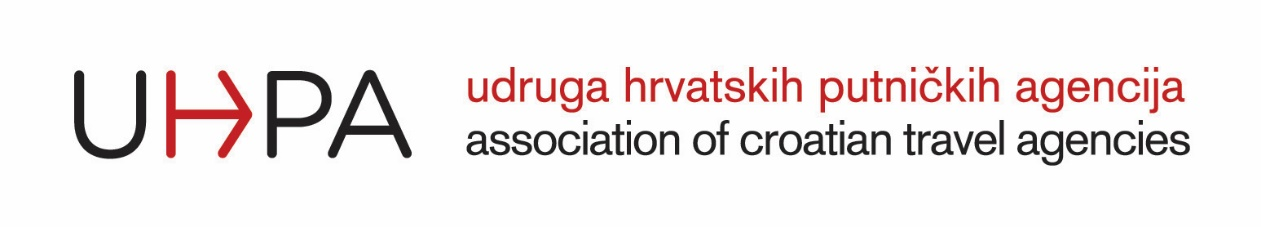 UHPA
udruga hrvatskih putničkih agencija
association of croatian travel agencies